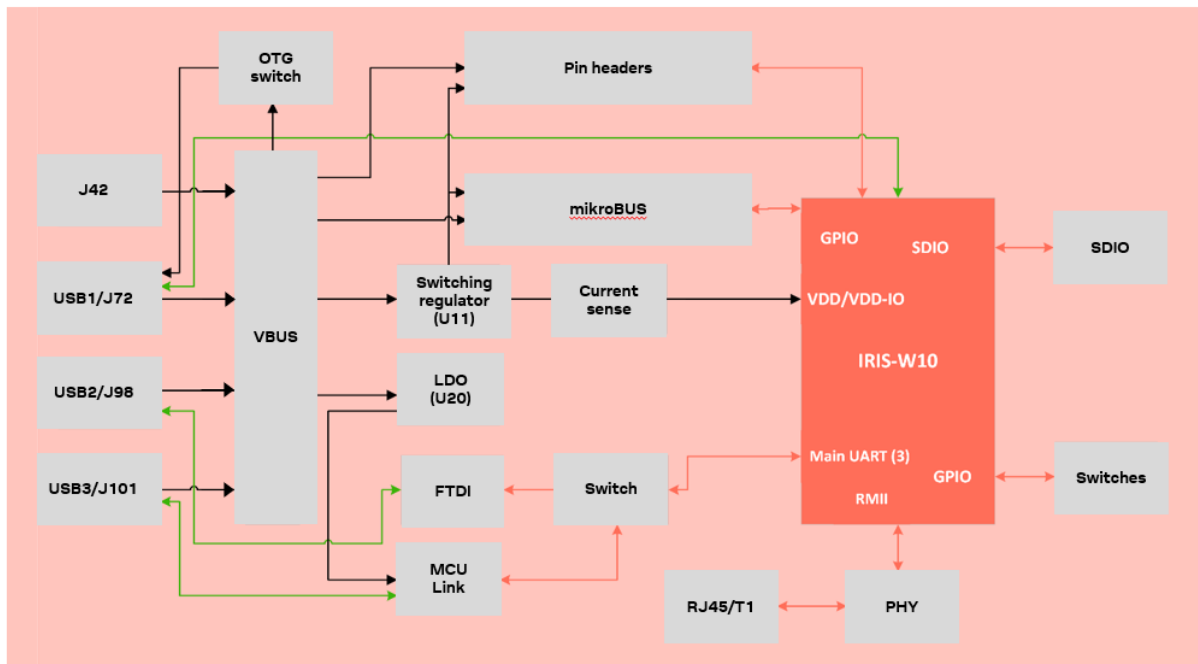 OTG
switch
Pin headers
J42
mikroBUS
GPIO
SDIO
SDIO
USB1/J72
Switching
regulator
(U11)
Current
sense
VDD/VDD-IO
VBUS
IRIS-W10
USB2/J98
LDO
(U20)
USB3/J101
FTDI
Switch
Main UART (3)
GPIO
RMII
Switches
MCU
Link
RJ45/T1
PHY